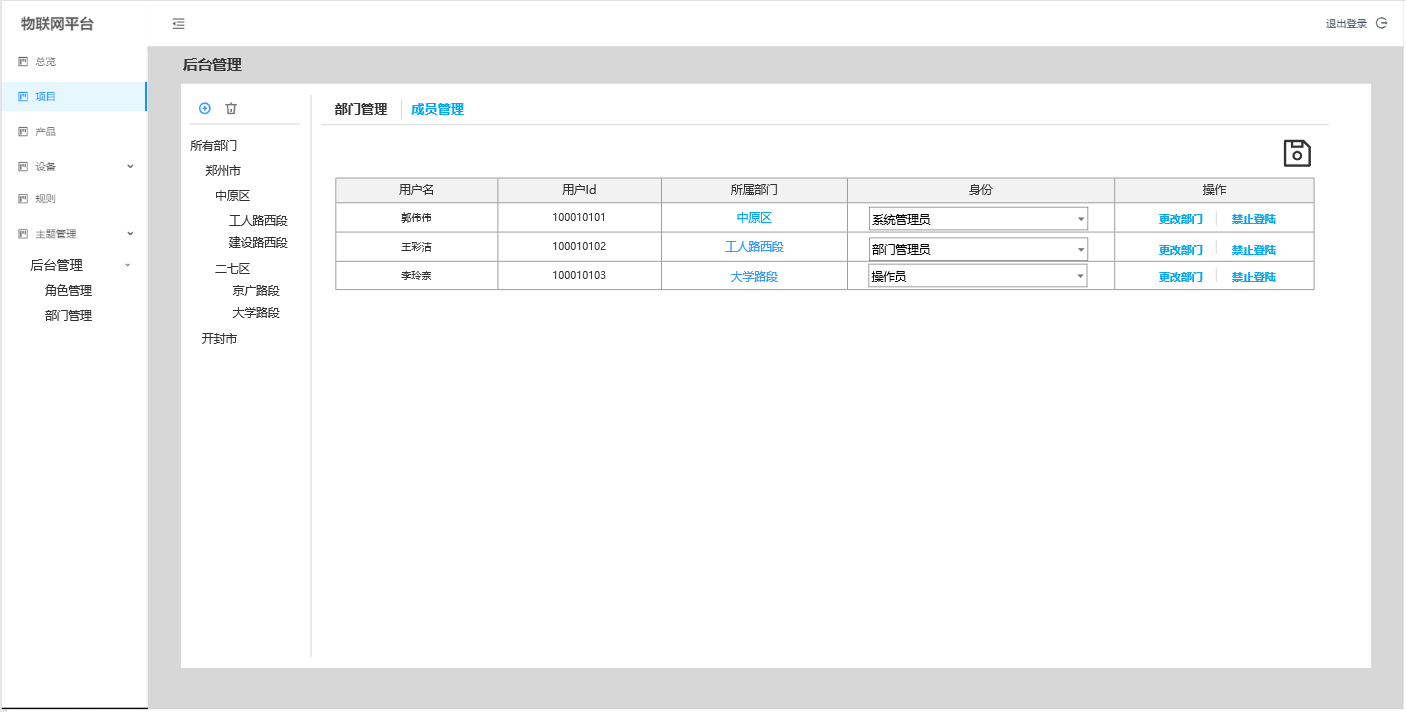 物联网平台
退出登录
总览
项目
产品
设备
规则
主题管理
后台管理
角色管理
部门管理
后台管理
所有部门
郑州市
中原区
工人路西段
建设路西段
二七区
京广路段
大学路段
开封市
部门管理 成员管理
用户名 用户Id 所属部门 身份 操作
郭伟伟 100010101 中原区 系统管理员 更改部门 禁止登陆
王彩洁 100010102 工人路西段 部门管理员 更改部门 禁止登陆
李玲奈 100010103 大学路段 操作员 更改部门 禁止登陆